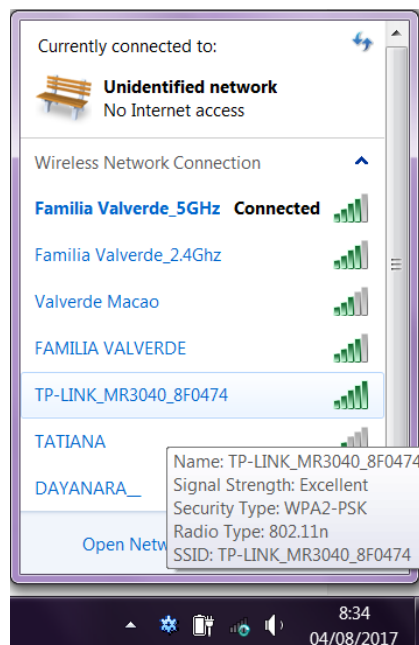 Currently connected to:
Unidentified network
No Internet access
Wireless Network Connection
Familia Valverde_5GHz Connected
Familia Valverde_2.4Ghz
Valverde Macao
FAMILIA VALVERDE
TP-LINK_MR3040_8F0474
TATIANA
DAYANARA__
Name: TP-LINK_MR3040_8F0474
Signal Strength: Excellent
Security Type: WPA2-PSK
Radio Type: 802.11n
SSID: TP-LINK_MR3040_8F0474
Open Netw
8:34
04/08/2017